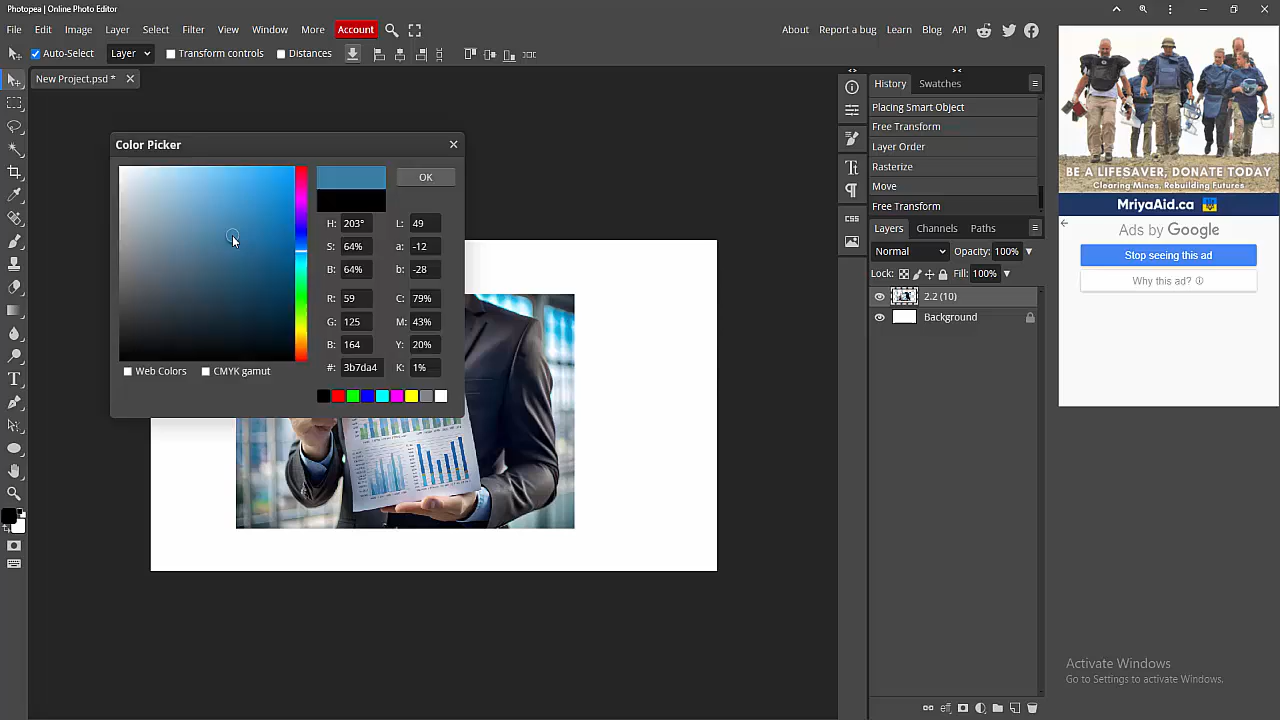 Photopea | Online Photo Editor
File Edit Image Layer Select Filter View Window More Account
About Report a bug Learn Blog API
Auto-Select Layer Transform controls Distances
New Project.psd *
Color Picker
OK
H: 203°
L: 49
S: 64%
a: -12
B: 64%
b: -28
R: 59
C: 79%
G: 125
M: 43%
B: 164
Y: 20%
#: 3b7da4
K: 1%
Web Colors CMYK gamut
CSS
History Swatches
Placing Smart Object
Free Transform
Layer Order
Rasterize
Move
Free Transform
Layers Channels Paths
Normal Opacity: 100%
Lock: Fill: 100%
2.2 (10)
Background
BE A LIFESAVER, DONATE TODAY
Clearing Mines, Rebuilding Futures
MriyaAid.ca
Ads by Google
Stop seeing this ad
Why this ad?
Activate Windows
Go to Settings to activate Windows.